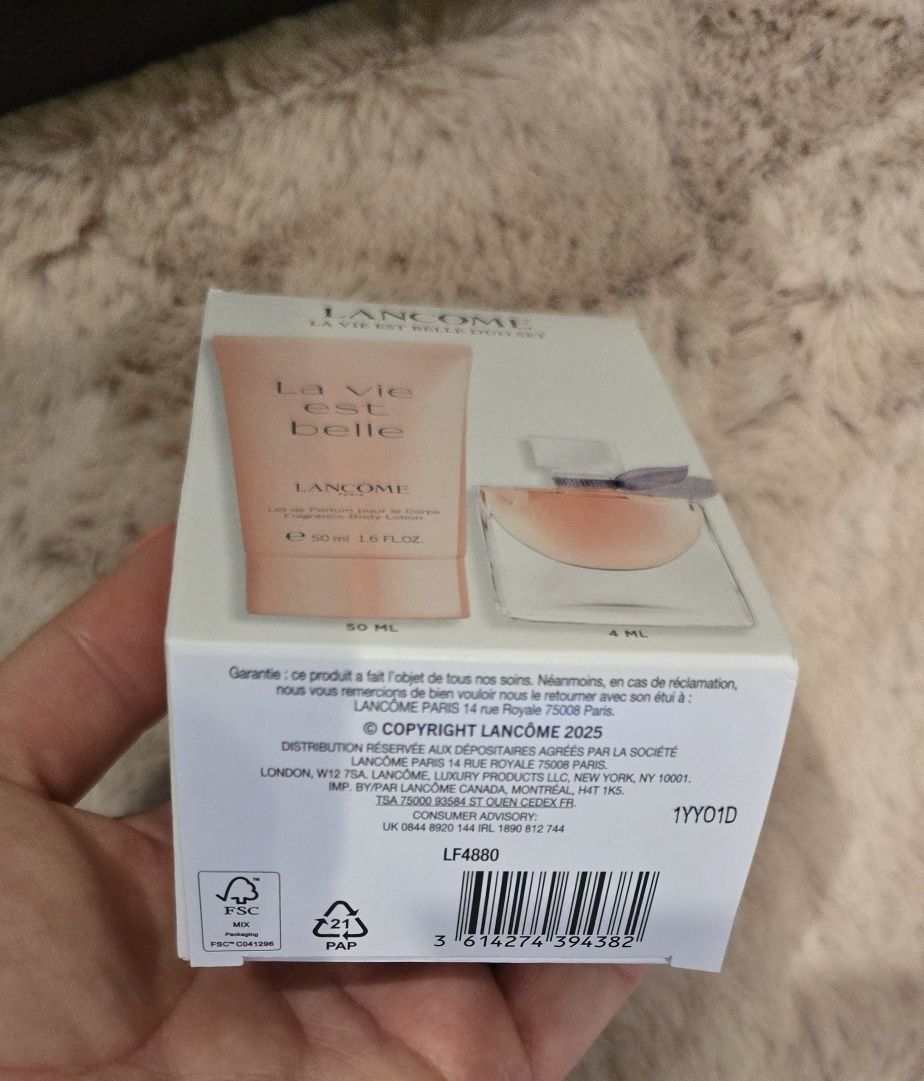 LANCÔME
LA VIE EST BELLE DUO SET
La vie
est
belle
LANCÔME
PARIS
Lait de Parfum pour le Corps
Fragrance-Body Lotion
℮ 50 ml 1.6 FL.OZ.
50 ML
4 ML
Garantie : ce produit a fait l'objet de tous nos soins. Néanmoins, en cas de réclamation,
nous vous remercions de bien vouloir nous le retourner avec son étui à :
LANCÔME PARIS 14 rue Royale 75008 Paris.
© COPYRIGHT LANCÔME 2025
DISTRIBUTION RÉSERVÉE AUX DÉPOSITAIRES AGRÉÉS PAR LA SOCIÉTÉ
LANCÔME PARIS 14 RUE ROYALE 75008 PARIS.
LONDON, W12 7SA. LANCÔME, LUXURY PRODUCTS LLC, NEW YORK, NY 10001.
IMP. BY/PAR LANCÔME CANADA, MONTRÉAL, H4T 1K5.
TSA 75000 93584 ST OUEN CEDEX FR.
CONSUMER ADVISORY:
UK 0844 8920 144 IRL 1890 812 744
1YYO1D
LF4880
FSC™
MIX
Packaging
FSC™ C041296
21
PAP
3 614274 394382